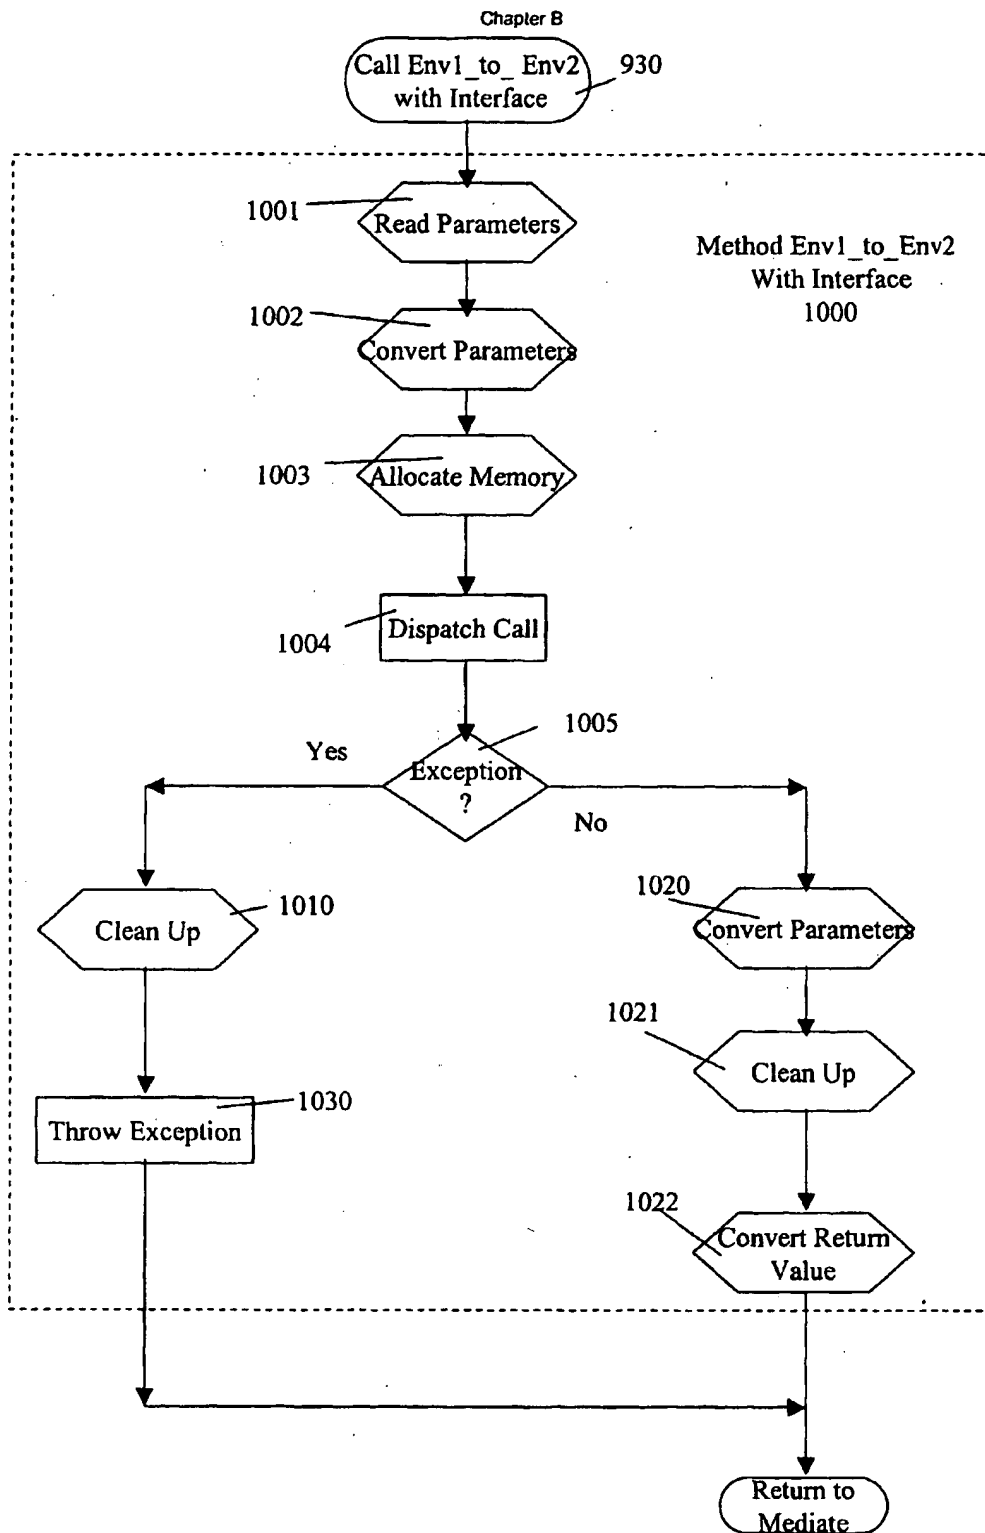 Chapter B
Call Env1_to_ Env2
with Interface
930
1001
Read Parameters
Method Env1_to_Env2
With Interface
1000
1002
Convert Parameters
1003
Allocate Memory
1004
Dispatch Call
1005
Yes
Exception
?
No
1010
Clean Up
1020
Convert Parameters
1021
Clean Up
1030
Throw Exception
1022
Convert Return
Value
Return to
Mediate